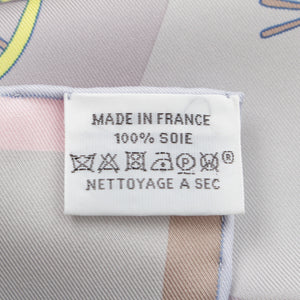 MADE IN FRANCE
100% SOIE
®
NETTOYAGE A SEC